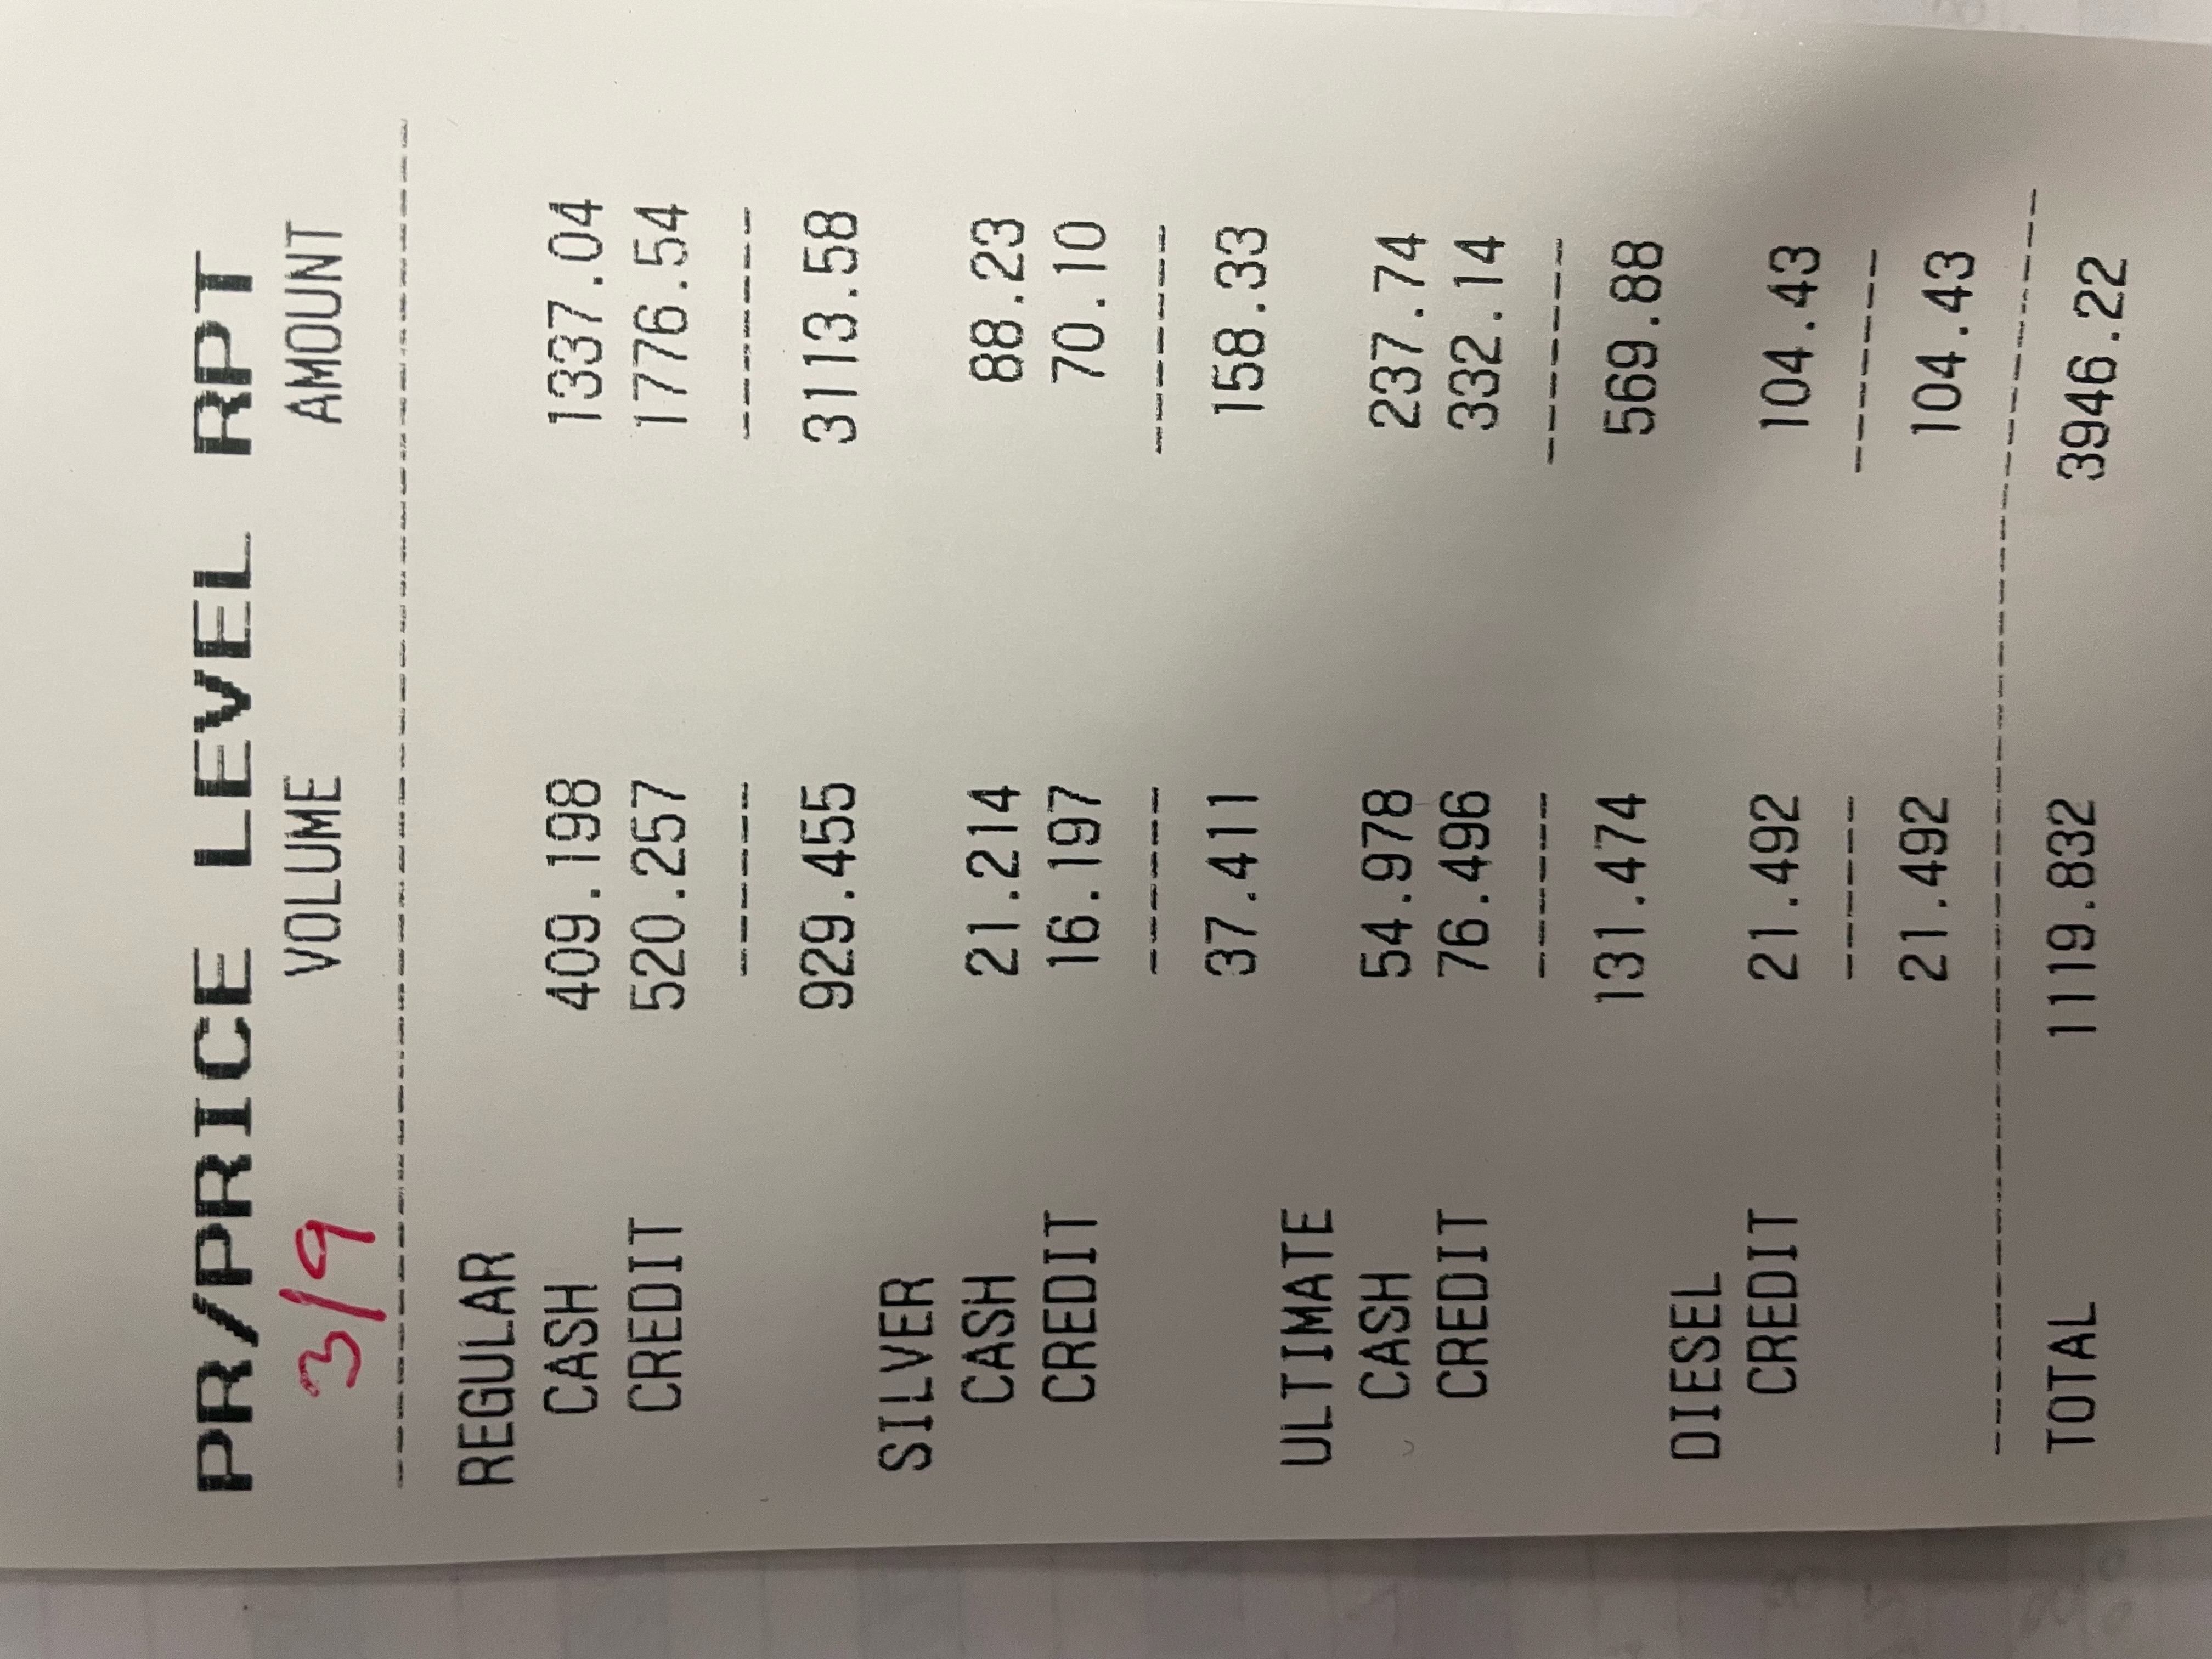 PR/PRICE LEVEL RPT
3/9 VOLUME AMOUNT
REGULAR
CASH 409.198 1337.04
CREDIT 520.257 1776.54
929.455 3113.58
SILVER
CASH 21.214 88.23
CREDIT 16.197 70.10
37.411 158.33
ULTIMATE
CASH 54.978 237.74
CREDIT 76.496 332.14
131.474 569.88
DIESEL
CREDIT 21.492 104.43
21.492 104.43
TOTAL 1119.832 3946.22